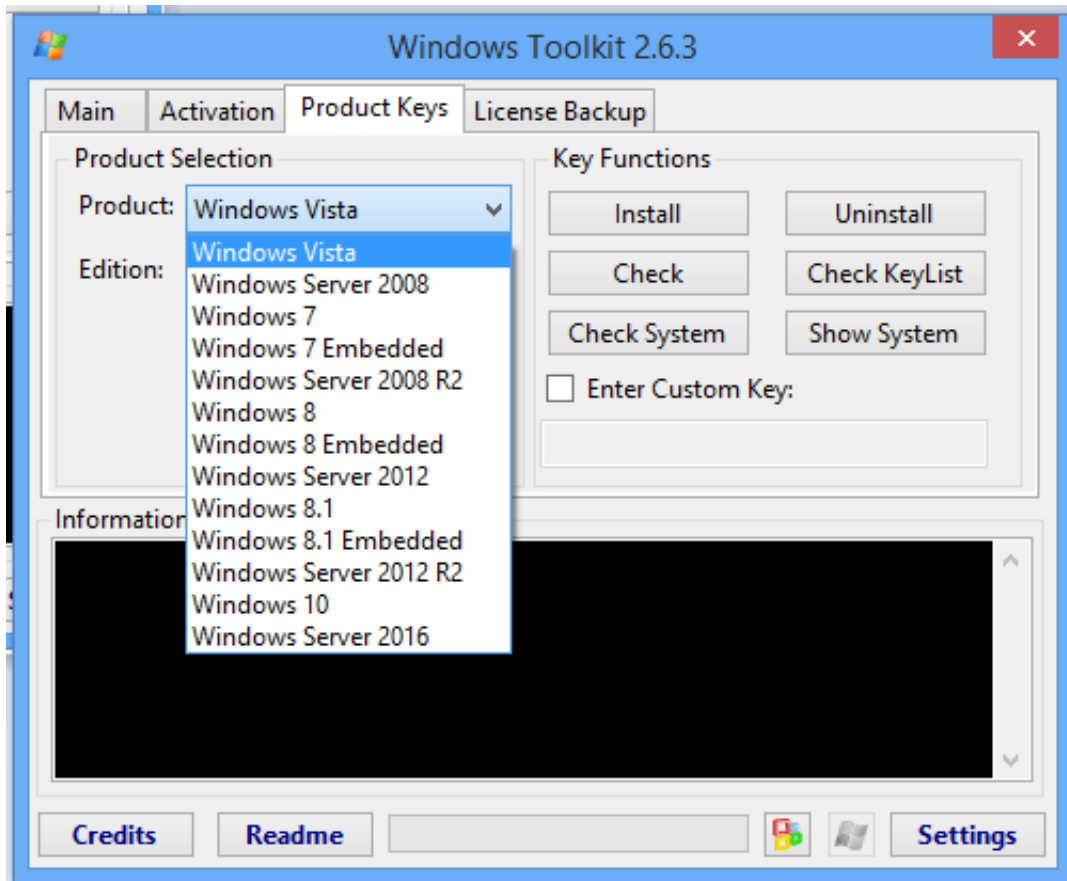 Windows Toolkit 2.6.3
Main Activation Product Keys License Backup
Product Selection
Product: Windows Vista
Edition:
Windows Vista
Windows Server 2008
Windows 7
Windows 7 Embedded
Windows Server 2008 R2
Windows 8
Windows 8 Embedded
Windows Server 2012
Windows 8.1
Windows 8.1 Embedded
Windows Server 2012 R2
Windows 10
Windows Server 2016
Key Functions
Install Uninstall
Check Check KeyList
Check System Show System
Enter Custom Key:
Information
Credits Readme Settings